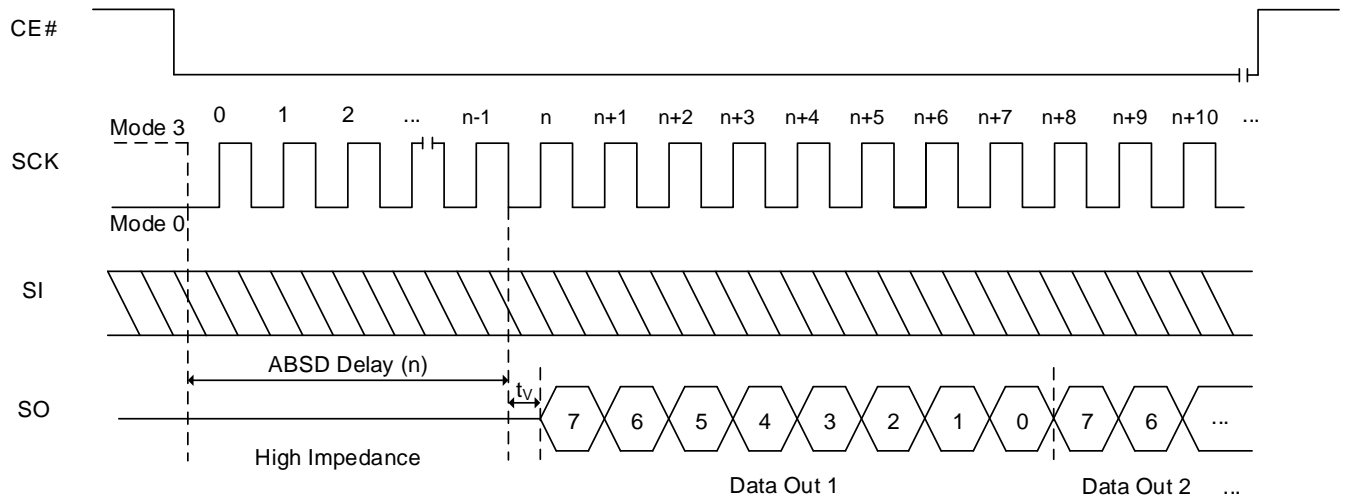 CE#
0 1 2 ... n-1 n n+1 n+2 n+3 n+4 n+5 n+6 n+7 n+8 n+9 n+10 ...
Mode 3
SCK
Mode 0
SI
ABSD Delay (n)
tV
SO
7 6 5 4 3 2 1 0 7 6 ...
High Impedance
Data Out 1 Data Out 2 ...